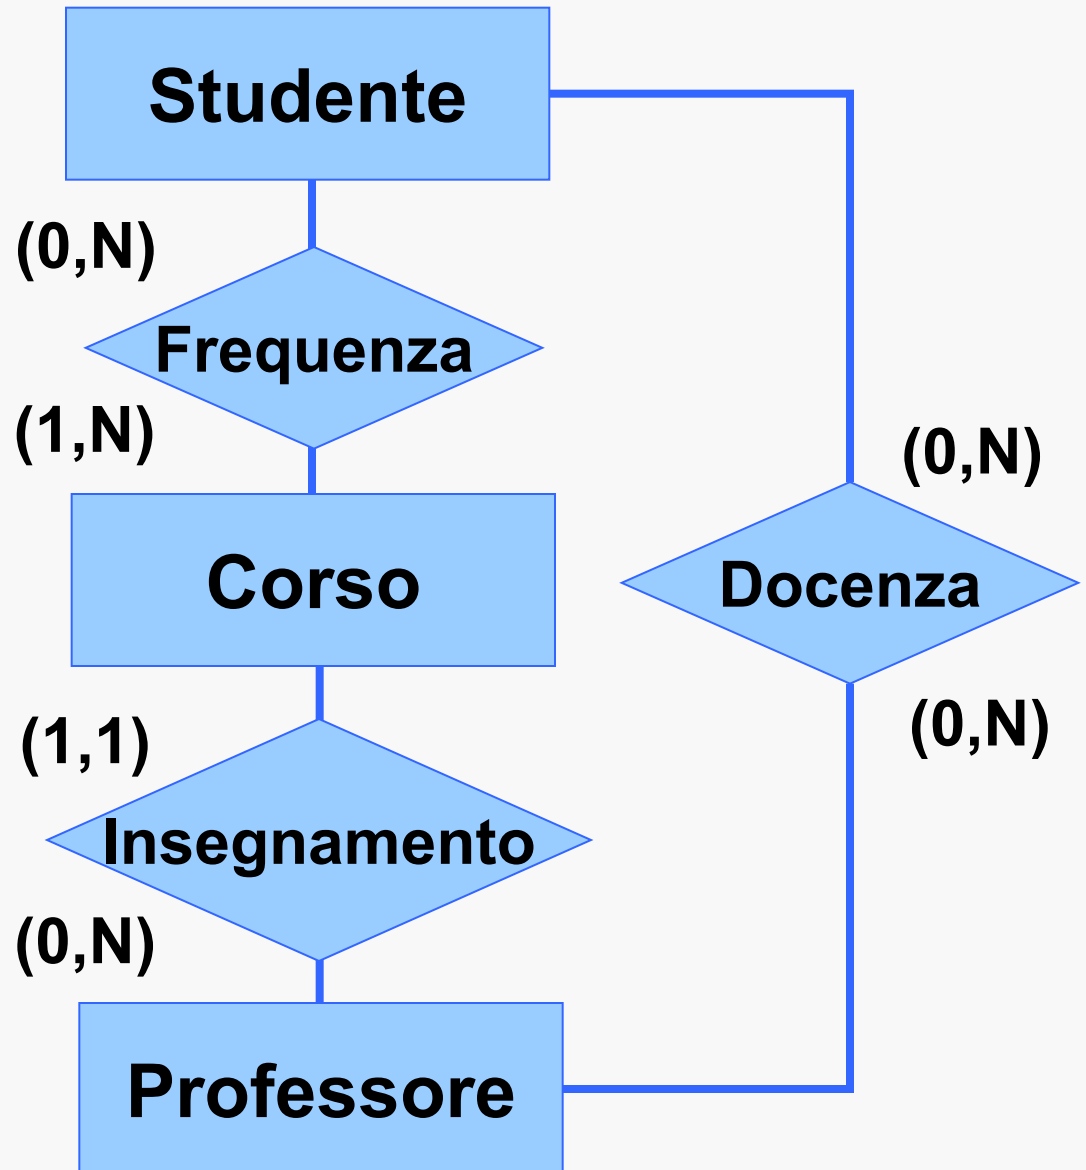 Studente
(0,N)
Frequenza
(1,N)
(0,N)
Corso
Docenza
(1,1)
(0,N)
Insegnamento
(0,N)
Professore